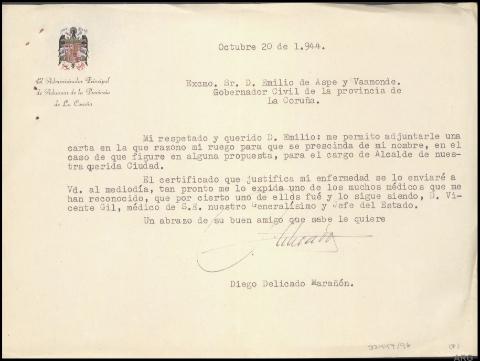 El Administrador Principal
de Aduanas de la Provincia
de La Coruña
Octubre 20 de 1.944.
Excmo. Sr. D. Emilio de Aspe y Vaamonde.
Gobernador Civil de la provincia de
La Coruña.
Mi respetado y querido D. Emilio: me permito adjuntarle una
carta en la que razono mi ruego para que se prescinda de mi nombre, en el
caso de que figure en alguna propuesta, para el cargo de Alcalde de nues-
tra querida Ciudad.
El certificado que justifica mi enfermedad se lo enviaré a
Vd. al mediodía, tan pronto me lo expida uno de los muchos médicos que me
han reconocido, que por cierto uno de ellos fué y lo sigue siendo, D. Vi-
cente Gil, médico de S.E. nuestro Generalísimo y Jefe del Estado.
Un abrazo de su buen amigo que sabe le quiere
Delicado
Diego Delicado Marañón.